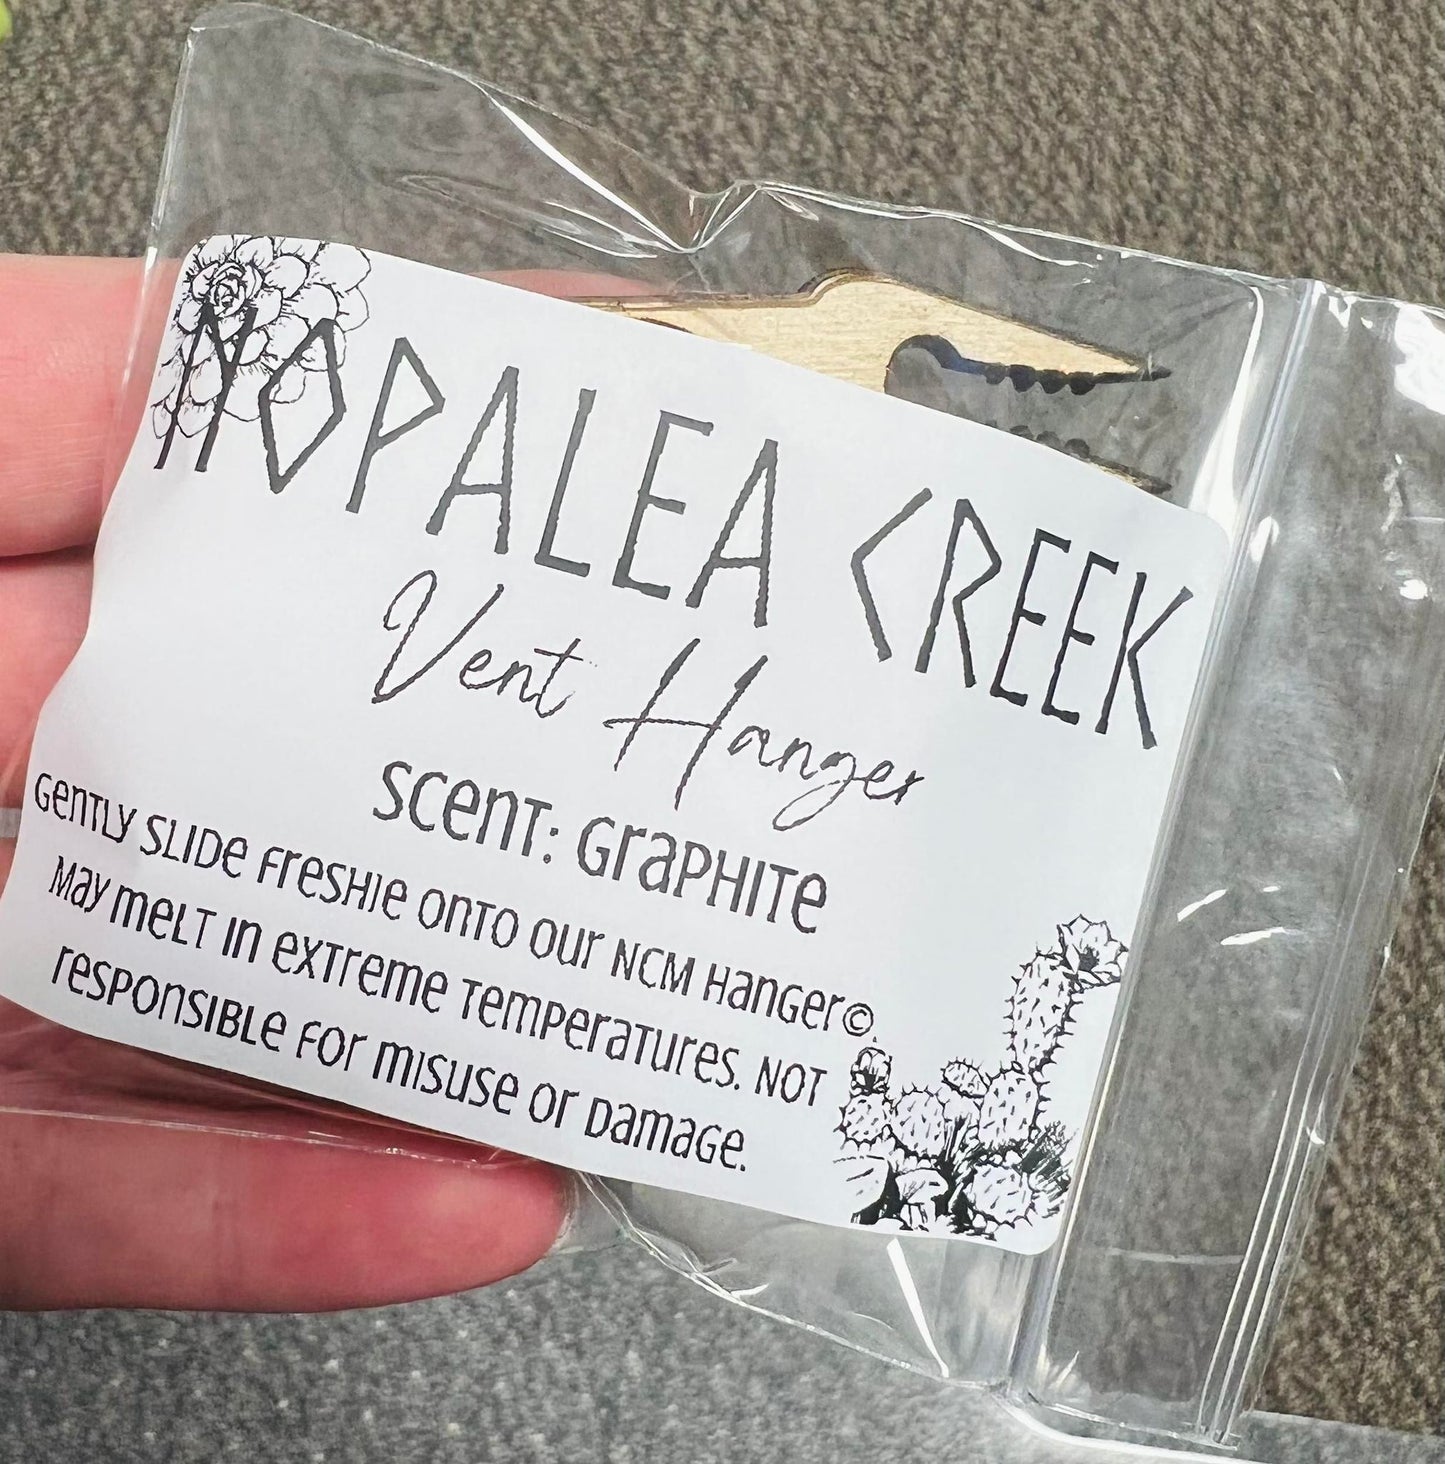 NOPALEA CREEK
Vent Hanger
SCENT: GRAPHITE
GENTLY SLIDE FRESHIE ONTO OUR NCM HANGER©.
MAY MELT IN EXTREME TEMPERATURES. NOT
RESPONSIBLE FOR MISUSE OR DAMAGE.